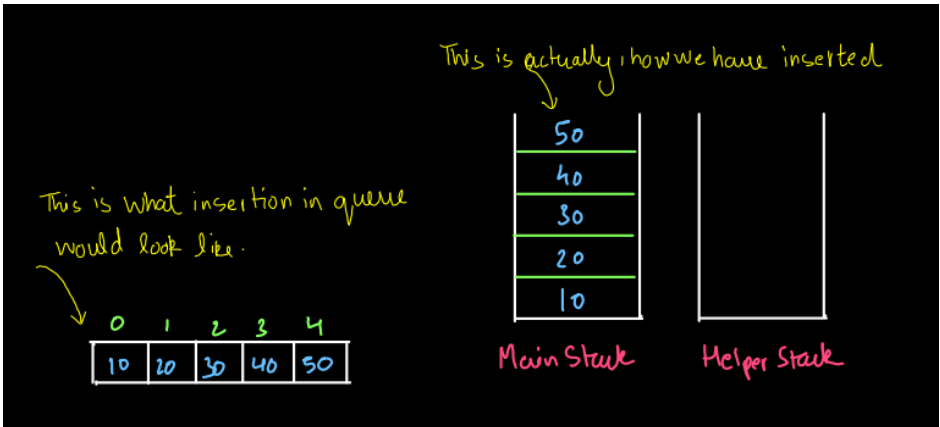 This is actually, how we have inserted
50
40
30
20
10
Main Stack
Helper Stack
This is what insertion in queue
would look like.
0 1 2 3 4
10 20 30 40 50